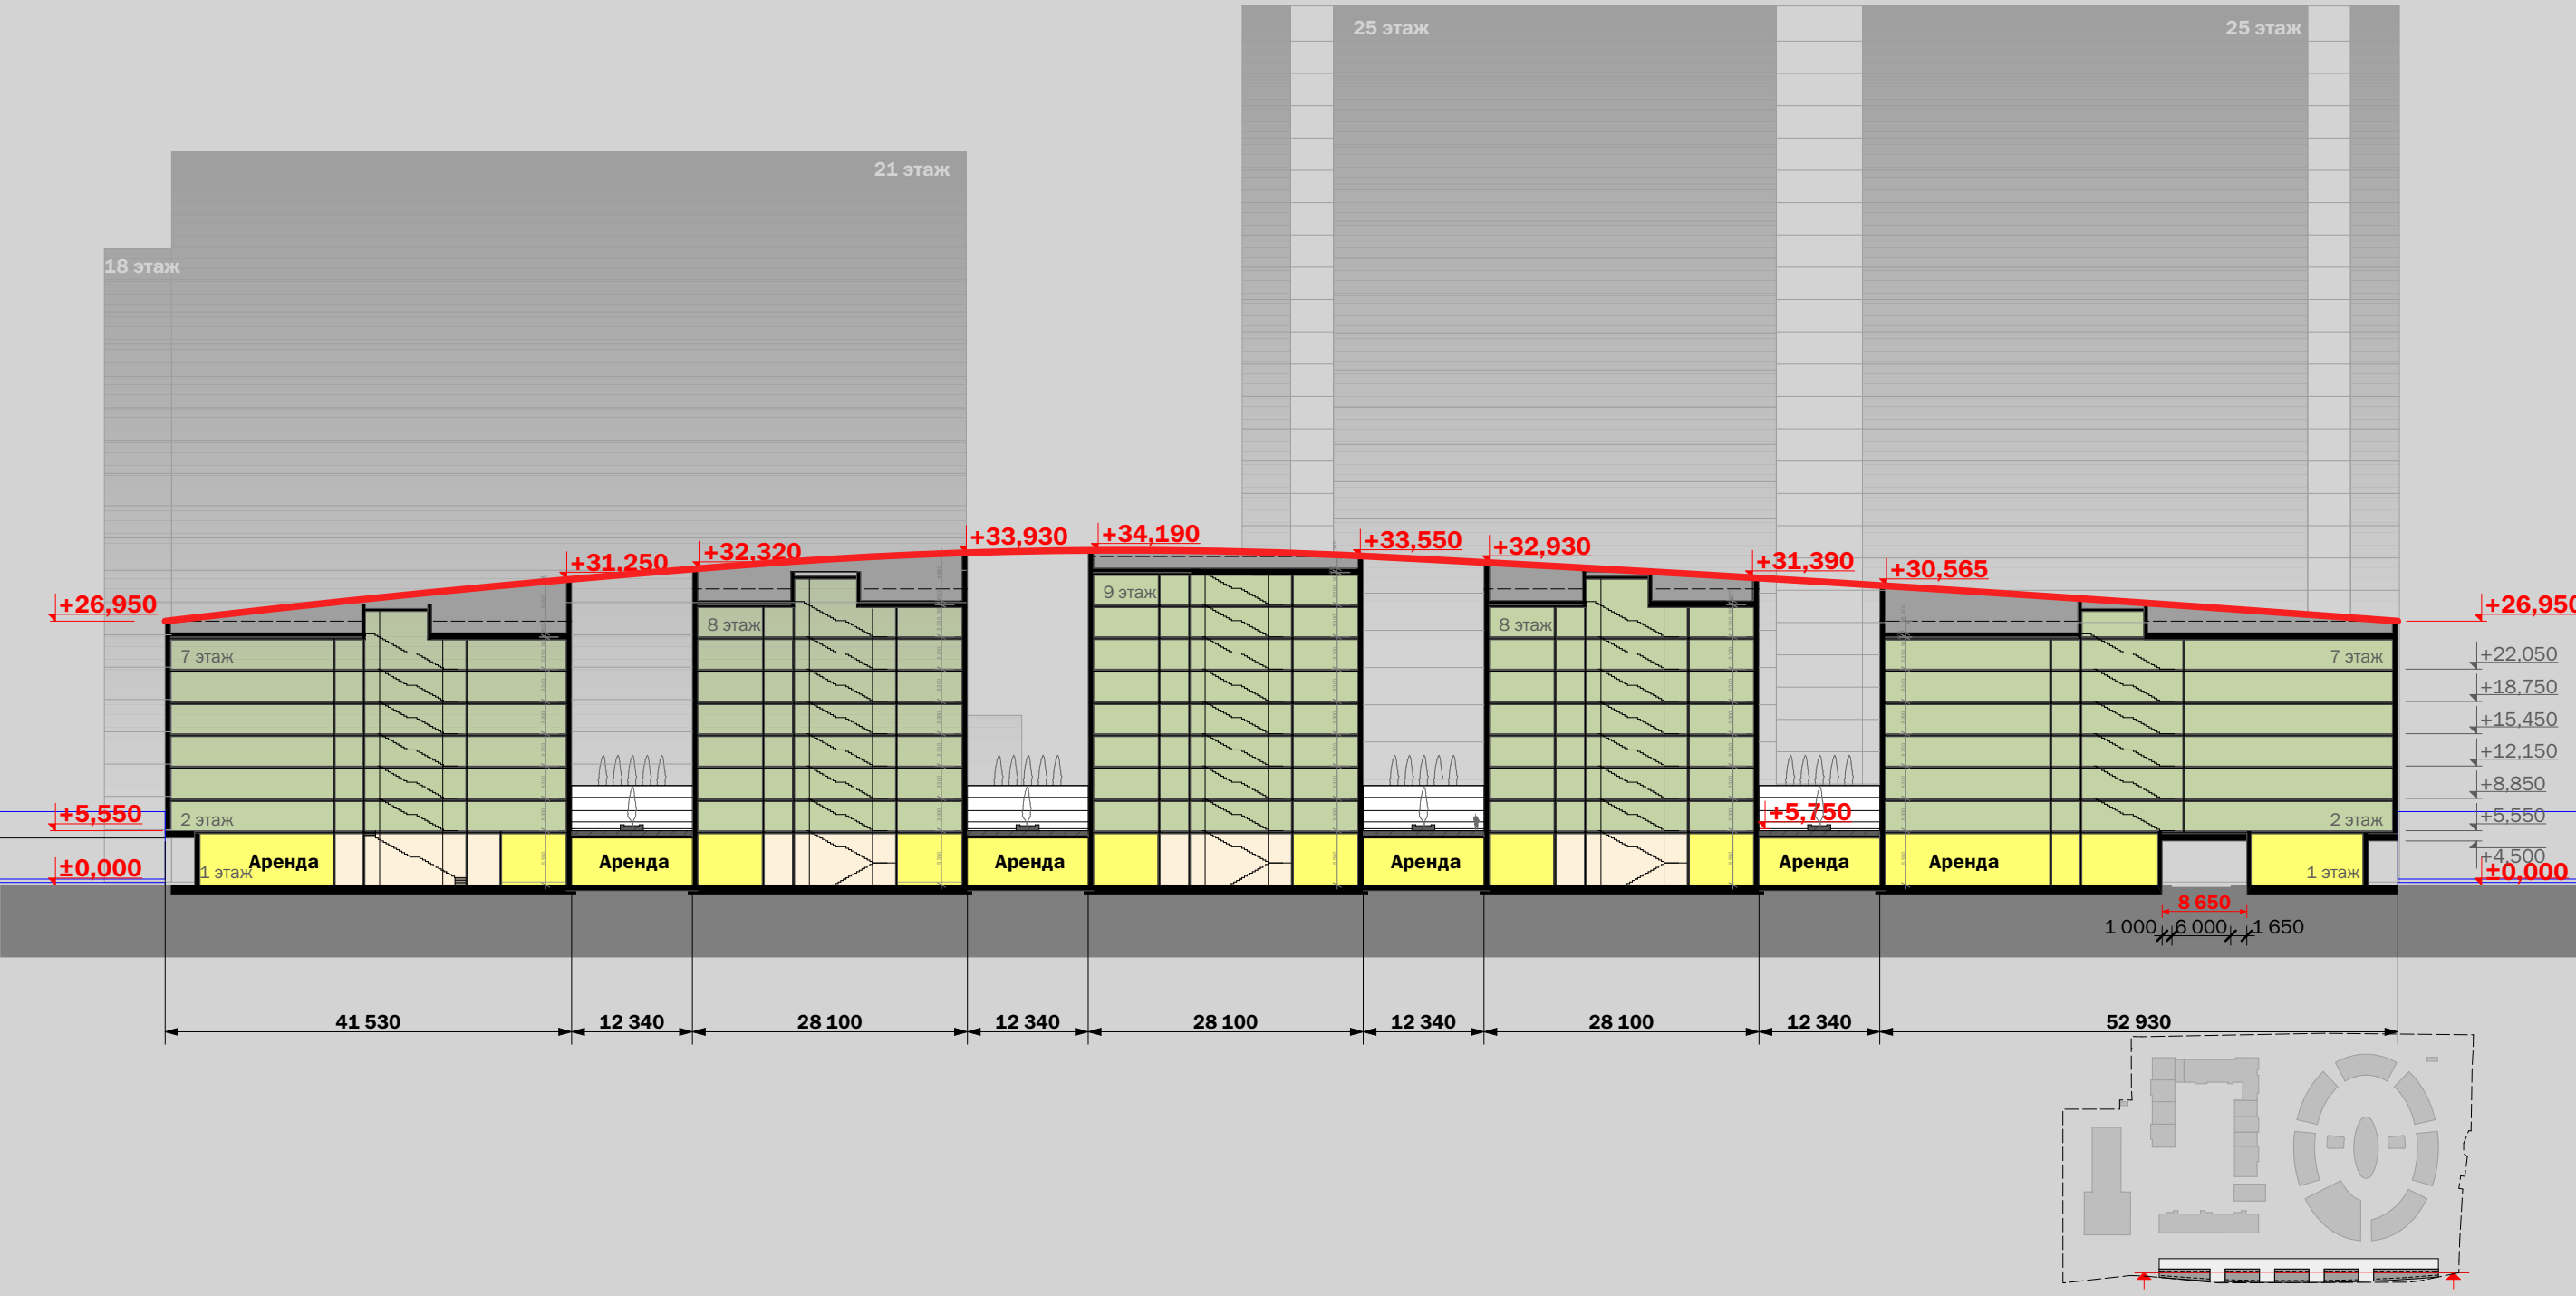 25 этаж
25 этаж
21 этаж
18 этаж
+26,950
+31,250
+32,320
+33,930
+34,190
+33,550
+32,930
+31,390
+30,565
+26,950
7 этаж
8 этаж
9 этаж
8 этаж
7 этаж
+22,050
+18,750
+15,450
+12,150
+8,850
+5,550
+4,500
±0,000
+5,550
±0,000
2 этаж
+5,750
2 этаж
1 этаж
Аренда
Аренда
Аренда
Аренда
Аренда
Аренда
1 этаж
8 650
1 000
6 000
1 650
41 530
12 340
28 100
12 340
28 100
12 340
28 100
12 340
52 930